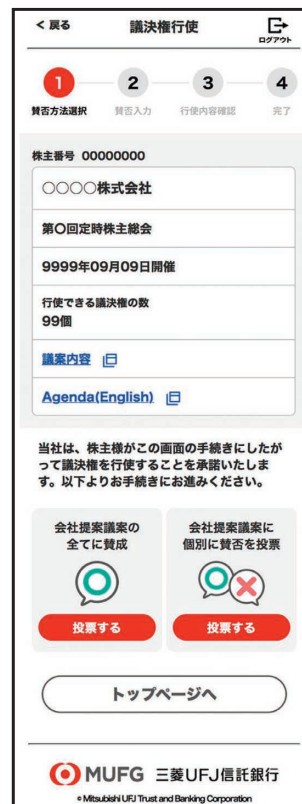 < 戻る 議決権行使 ログアウト
1 2 3 4
賛否方法選択 賛否入力 行使内容確認 完了
株主番号 00000000
○○○○株式会社
第○回定時株主総会
9999年09月09日開催
行使できる議決権の数
99個
議案内容
Agenda(English)
当社は、株主様がこの画面の手続きにしたが
って議決権を行使することを承諾いたしま
す。以下よりお手続きにお進みください。
会社提案議案の
全てに賛成
投票する
会社提案議案に
個別に賛否を投票
投票する
トップページへ
MUFG 三菱UFJ信託銀行
© Mitsubishi UFJ Trust and Banking Corporation